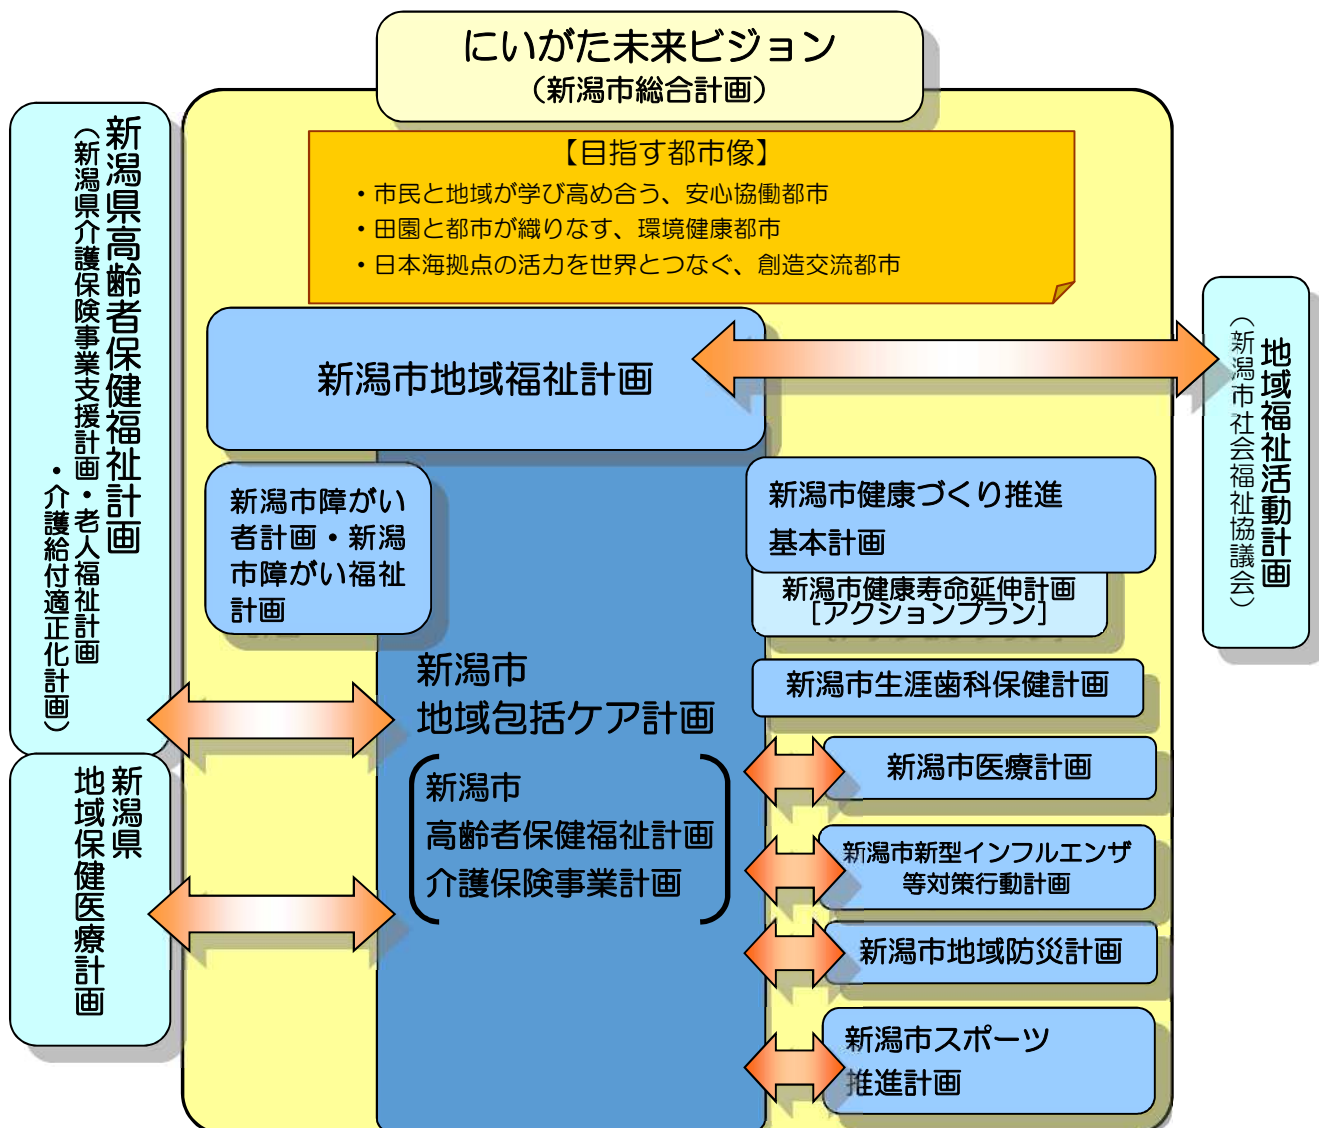 にいがた未来ビジョン
（新潟市総合計画）
【目指す都市像】
・市民と地域が学び高め合う、安心協働都市
・田園と都市が織りなす、環境健康都市
・日本海拠点の活力を世界とつなぐ、創造交流都市
新潟県高齢者保健福祉計画
（新潟県介護保険事業支援計画・老人福祉計画
・介護給付適正化計画）
新潟県
地域保健医療計画
新潟市地域福祉計画
地域福祉活動計画
（新潟市社会福祉協議会）
新潟市障がい
者計画・新潟
市障がい福祉
計画
新潟市
地域包括ケア計画
新潟市
高齢者保健福祉計画
介護保険事業計画
新潟市健康づくり推進
基本計画
新潟市健康寿命延伸計画
［アクションプラン］
新潟市生涯歯科保健計画
新潟市医療計画
新潟市新型インフルエンザ
等対策行動計画
新潟市地域防災計画
新潟市スポーツ
推進計画